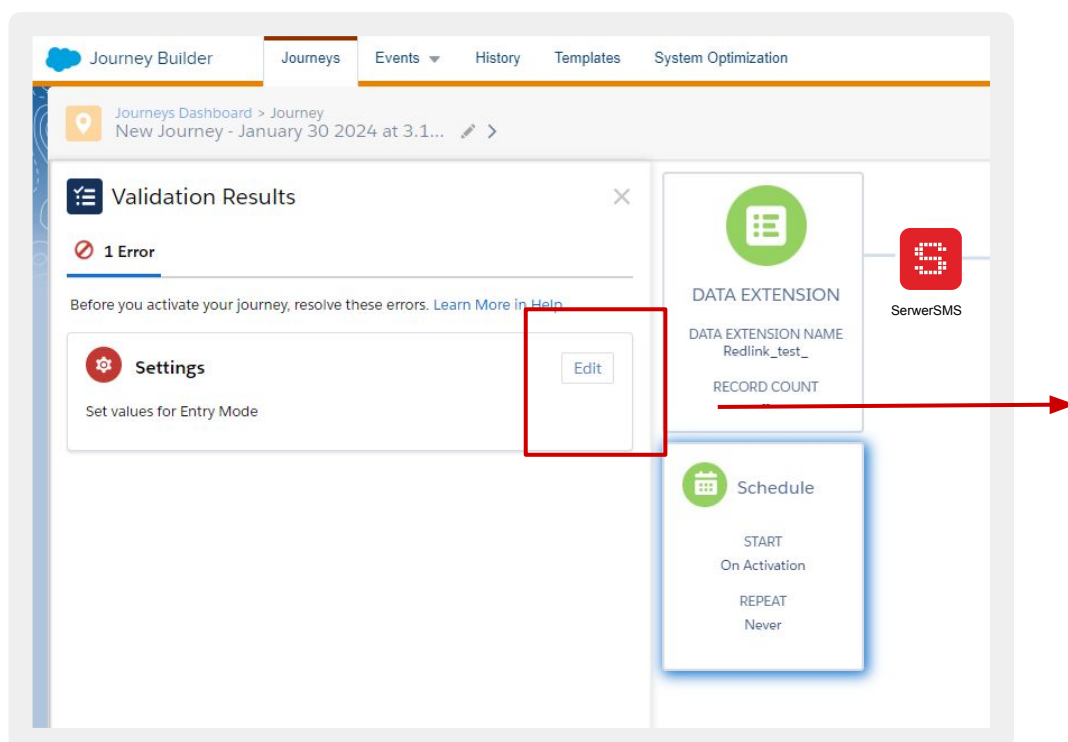 Journey Builder
Journeys
Events
History
Templates
System Optimization
Journeys Dashboard > Journey
New Journey - January 30 2024 at 3.1...
Validation Results
1 Error
Before you activate your journey, resolve these errors. Learn More in Help
Settings
Edit
Set values for Entry Mode
DATA EXTENSION
DATA EXTENSION NAME
Redlink_test_
RECORD COUNT
S
SerwerSMS
Schedule
START
On Activation
REPEAT
Never